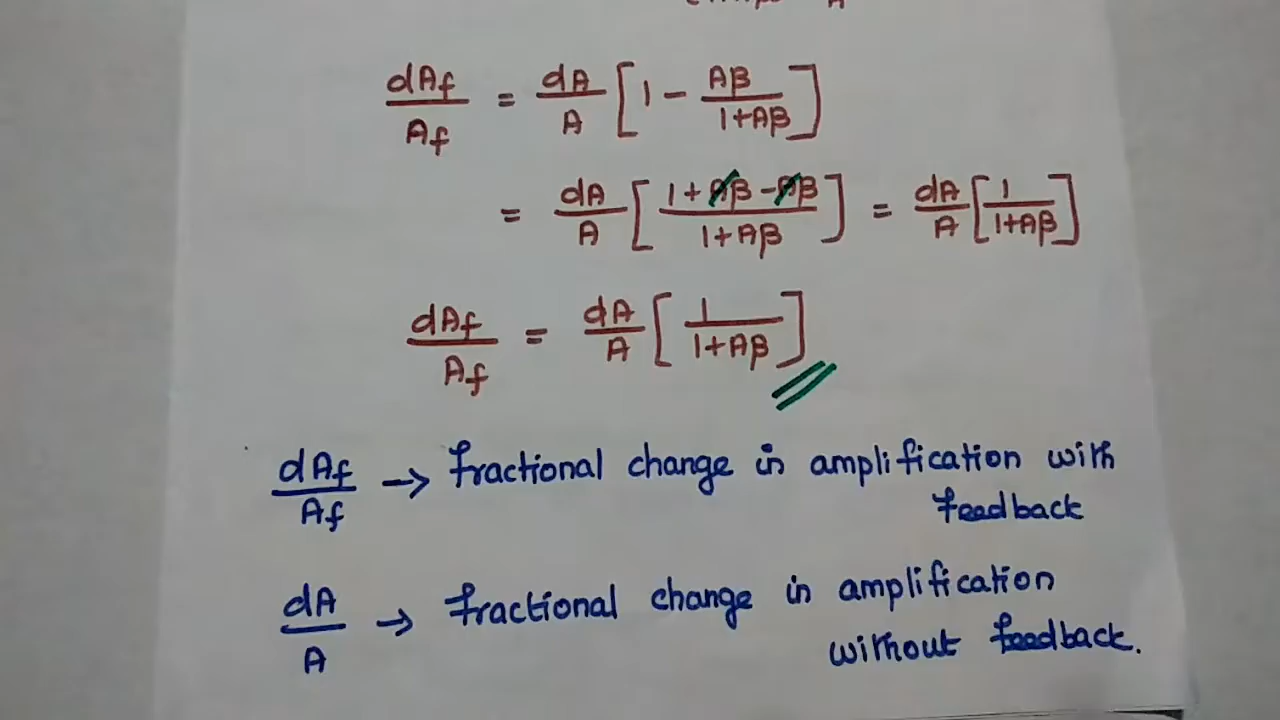 dAf/Af = dA/A [1 - Aβ/1+Aβ]
= dA/A [1+Aβ-Aβ/1+Aβ] = dA/A [1/1+Aβ]
dAf/Af = dA/A [1/1+Aβ]
dAf/Af → fractional change in amplification with
feedback
dA/A → fractional change in amplification
without feedback.